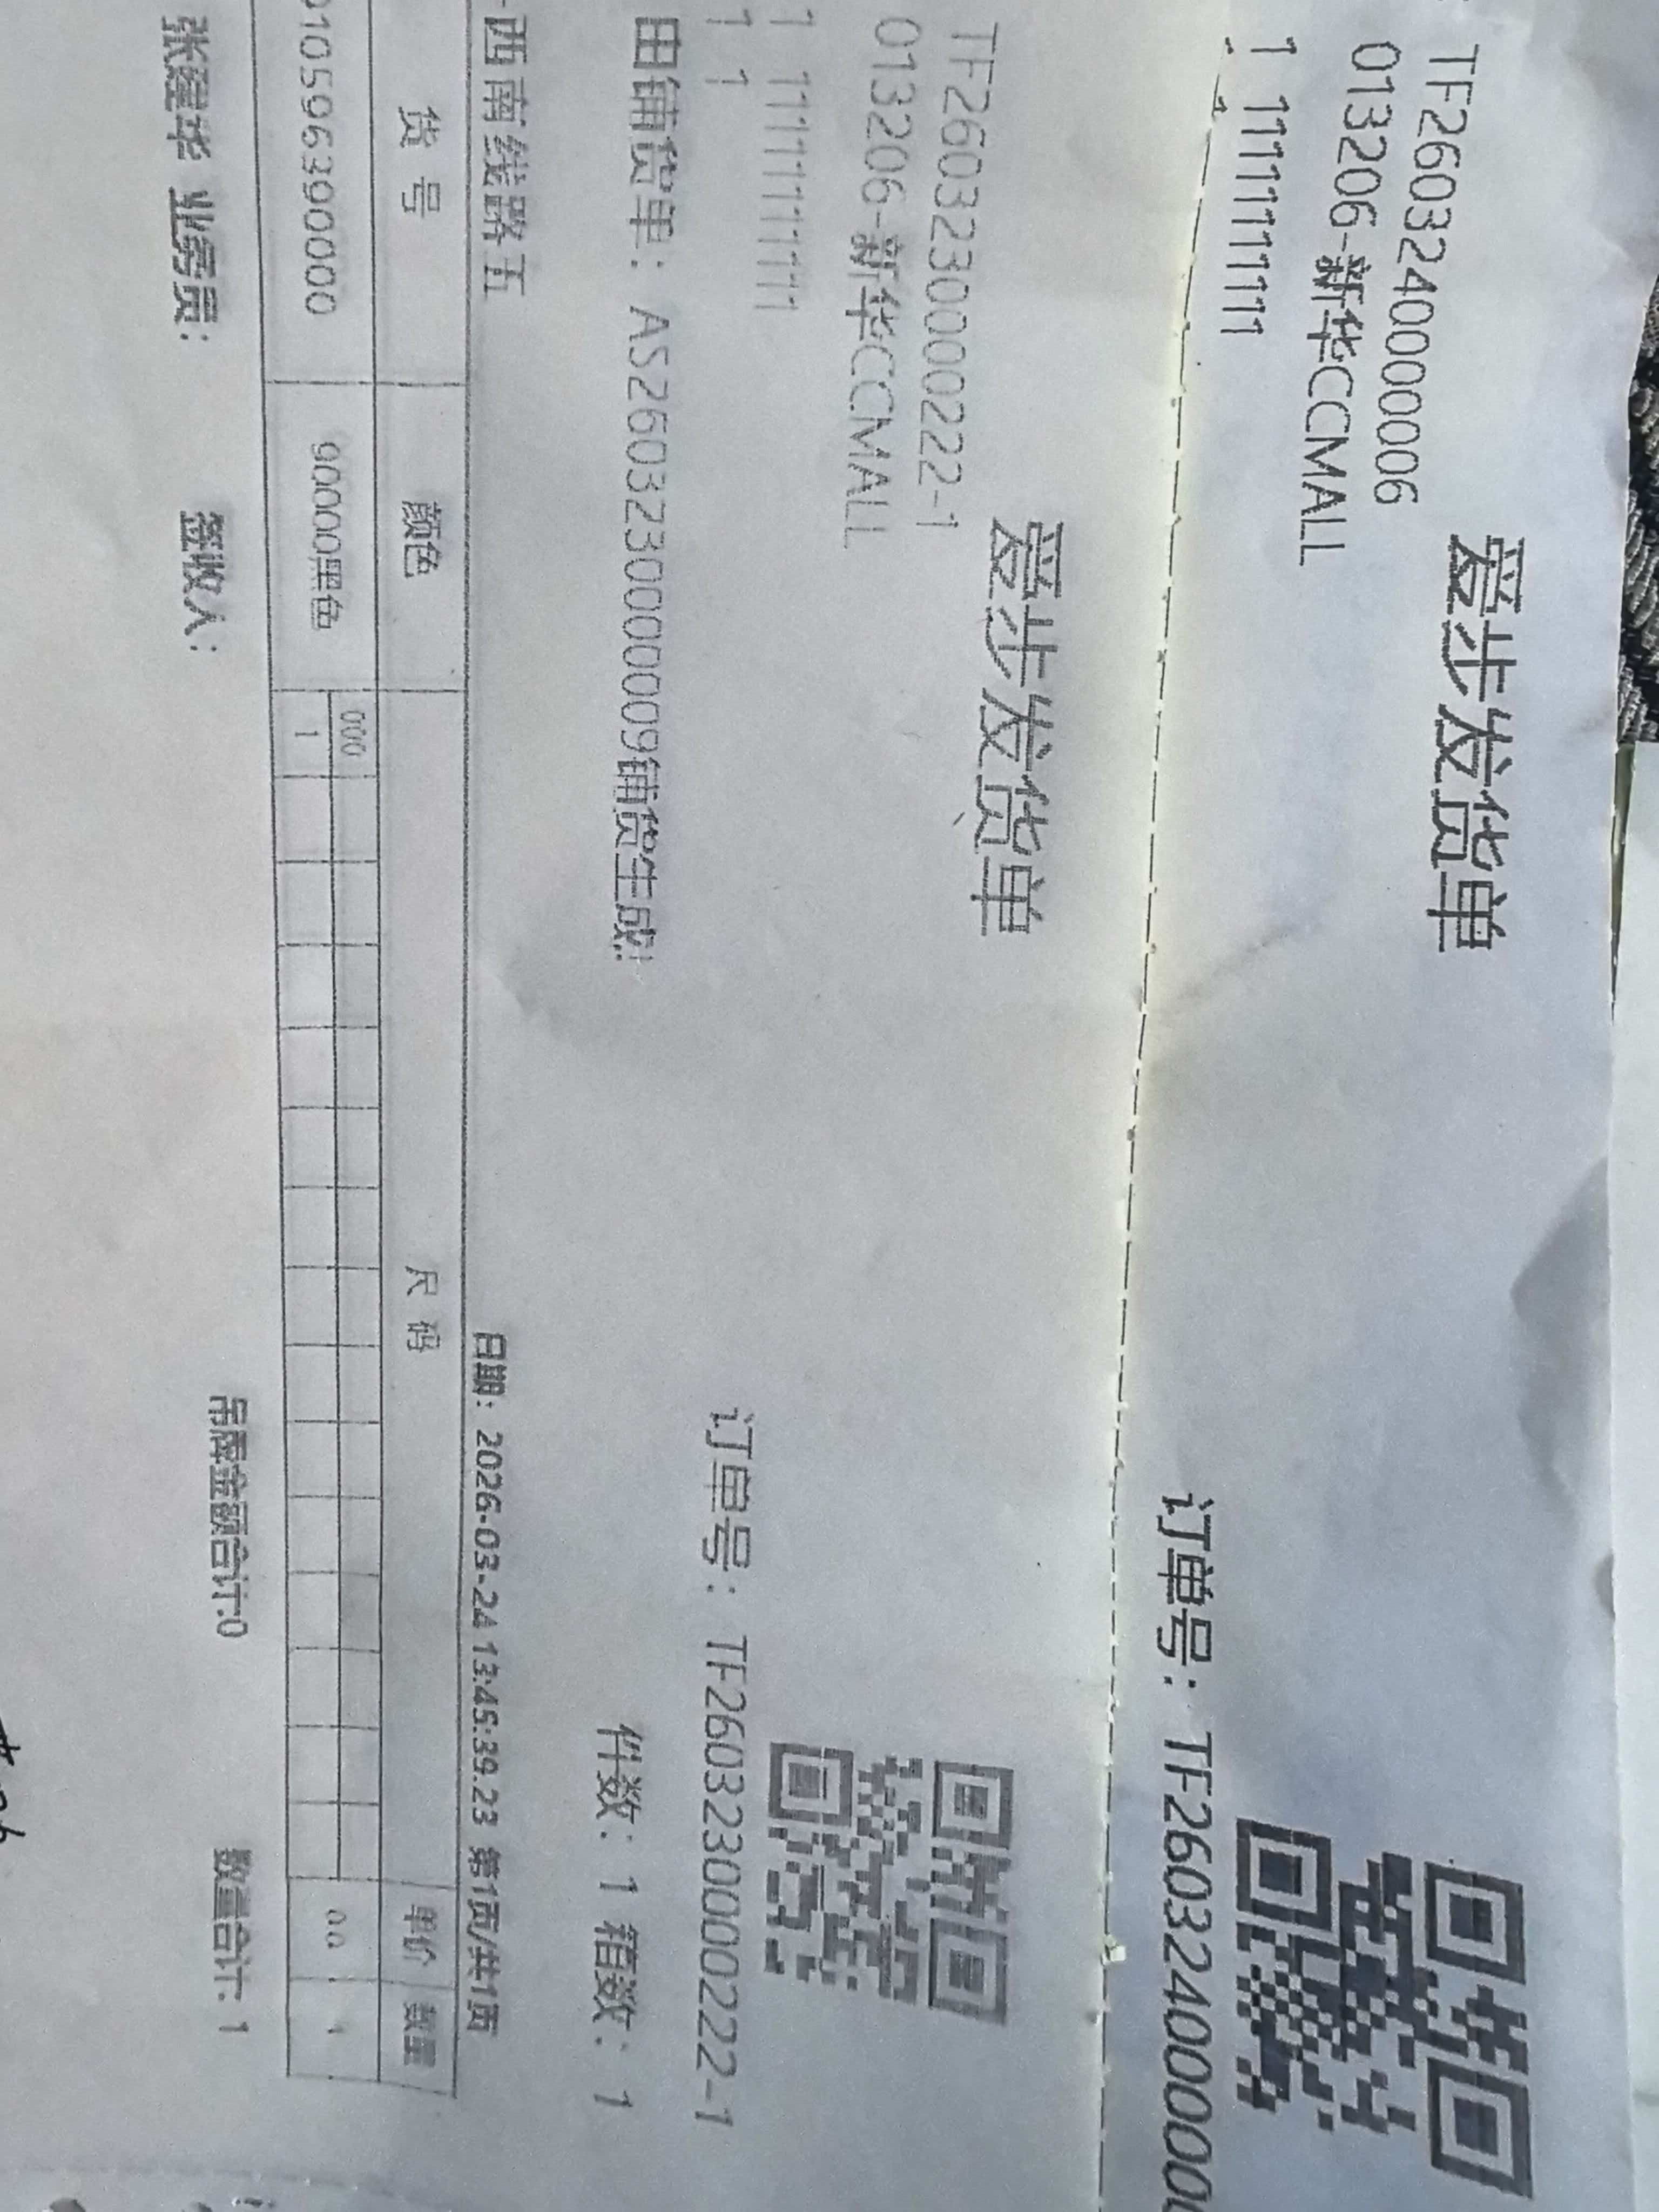 爱步发货单
TF26032400000006
013206-新华CCMALL
1 11111111111
订单号：TF260324000000
爱步发货单
TF26032300000222-1
013206-新华CCMALL
1 11111111111
1 1
订单号：TF26032300000222-1
由铺货单：AS26032300000009铺货生成!
件数：1 箱数：1
西南线路五
日期：2026-03-24 13:45:39.23 第1页/共1页
货号 颜色 尺码 单价 数量
01059639000 90000黑色 000 0.0 1
1
张建华 业务员： 签收人： 吊牌金额合计:0 数量合计：1